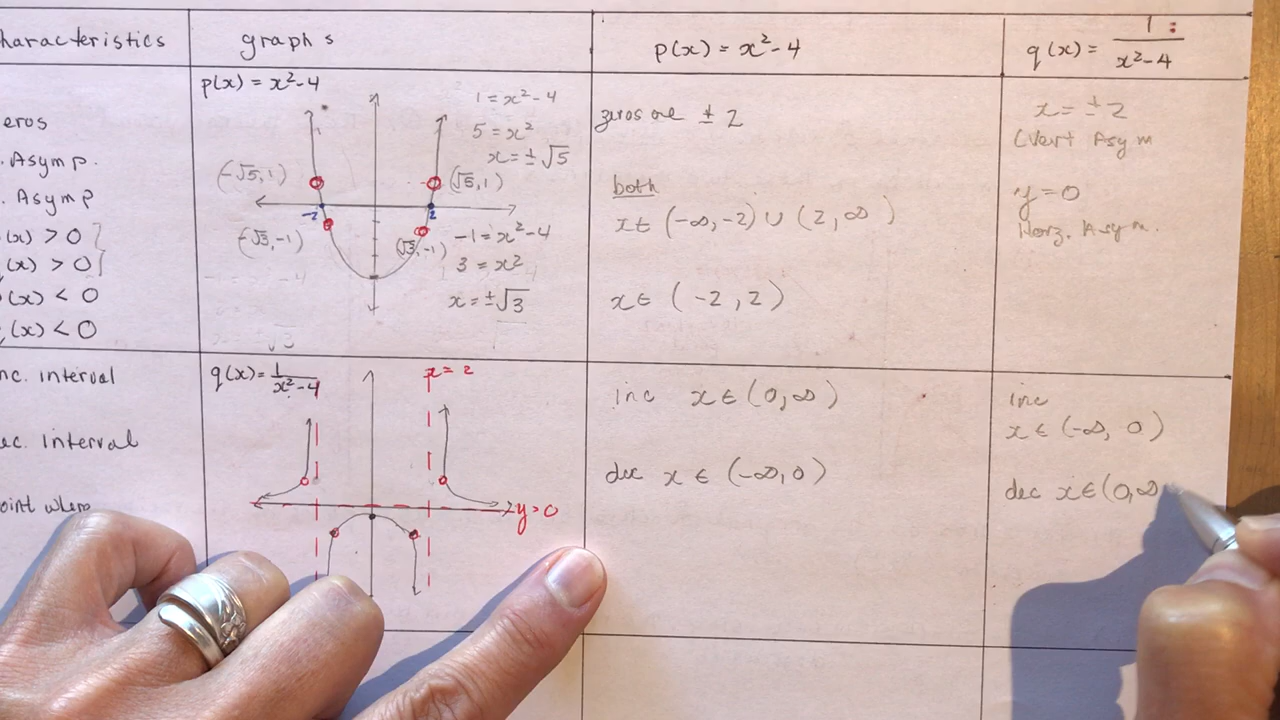 haracteristics
graphs
p(x) = x²-4
q(x) = 1 / x²-4
eros
. Asymp.
. Asymp
(x) > 0
(x) > 0
(x) < 0
(x) < 0
p(x) = x²-4
1 = x²-4
5 = x²
x = ±√5
(-√5, 1)
(√5, 1)
-2
2
(-√3, -1)
(√3, -1)
-1 = x²-4
3 = x²
x = ±√3
zeros are ± 2
both
x ∈ (-∞, -2) ∪ (2, ∞)
x ∈ (-2, 2)
x = ± 2
(Vert Asym
y = 0
Horz. Asym.
nc. interval
ec. interval
oint where
q(x) = 1 / x²-4
x = 2
y=0
inc x ∈ (0, ∞)
dec x ∈ (-∞, 0)
inc
x ∈ (-∞, 0)
dec x ∈ (0, ∞